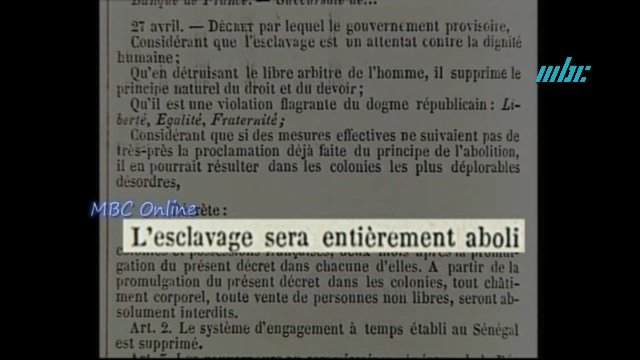 Banque de France. — Succursale de...
27 avril. — DÉCRET par lequel le gouvernement provisoire,
Considérant que l'esclavage est un attentat contre la dignité
humaine;
Qu'en détruisant le libre arbitre de l'homme, il supprime le
principe naturel du droit et du devoir;
Qu'il est une violation flagrante du dogme républicain: Li-
berté, Egalité, Fraternité;
Considérant que si des mesures effectives ne suivaient pas de
très-près la proclamation déjà faite du principe de l'abolition,
il en pourrait résulter dans les colonies les plus déplorables
désordres,
mbc
MBC Online
Décrète:
L'esclavage sera entièrement aboli
colonies et possessions françaises, deux mois après la promul-
gation du présent décret dans chacune d'elles. A partir de la
promulgation du présent décret dans les colonies, tout châti-
ment corporel, toute vente de personnes non libres, seront ab-
solument interdits.
Art. 2. Le système d'engagement à temps établi au Sénégal
est supprimé.